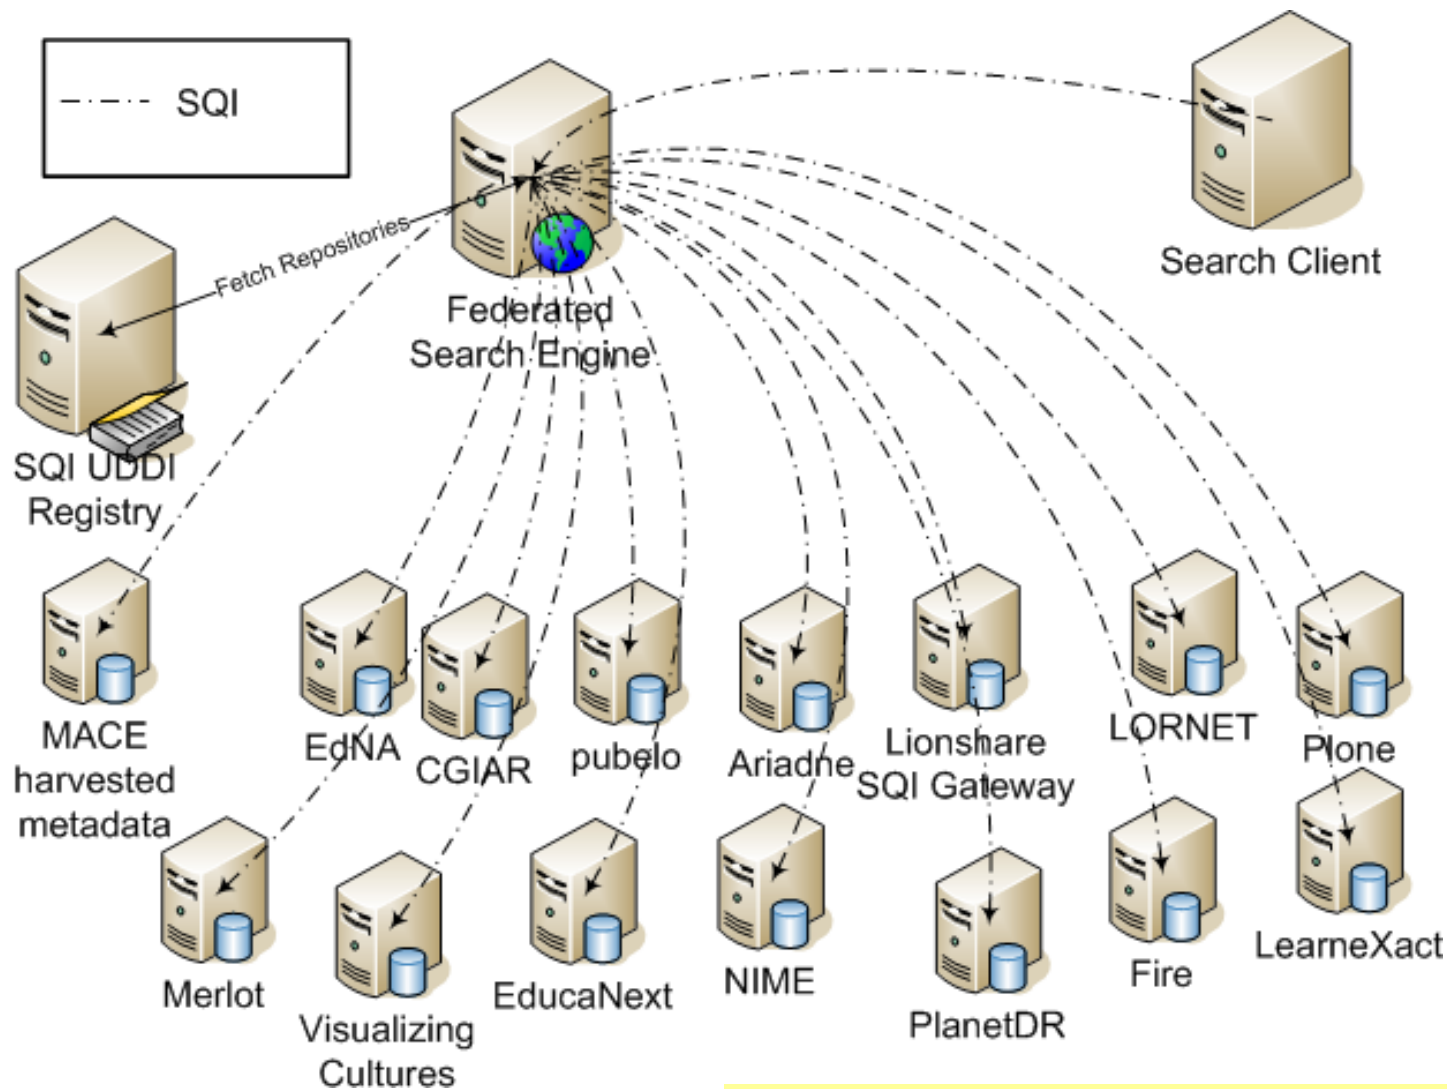 SQI
Search Client
Fetch Repositories
Federated
Search Engine
SQI UDDI
Registry
MACE
harvested
metadata
EdNA
CGIAR
pubelo
Ariadne
Lionshare
SQI Gateway
LORNET
Plone
Merlot
Visualizing
Cultures
EducaNext
NIME
PlanetDR
Fire
LearneXact